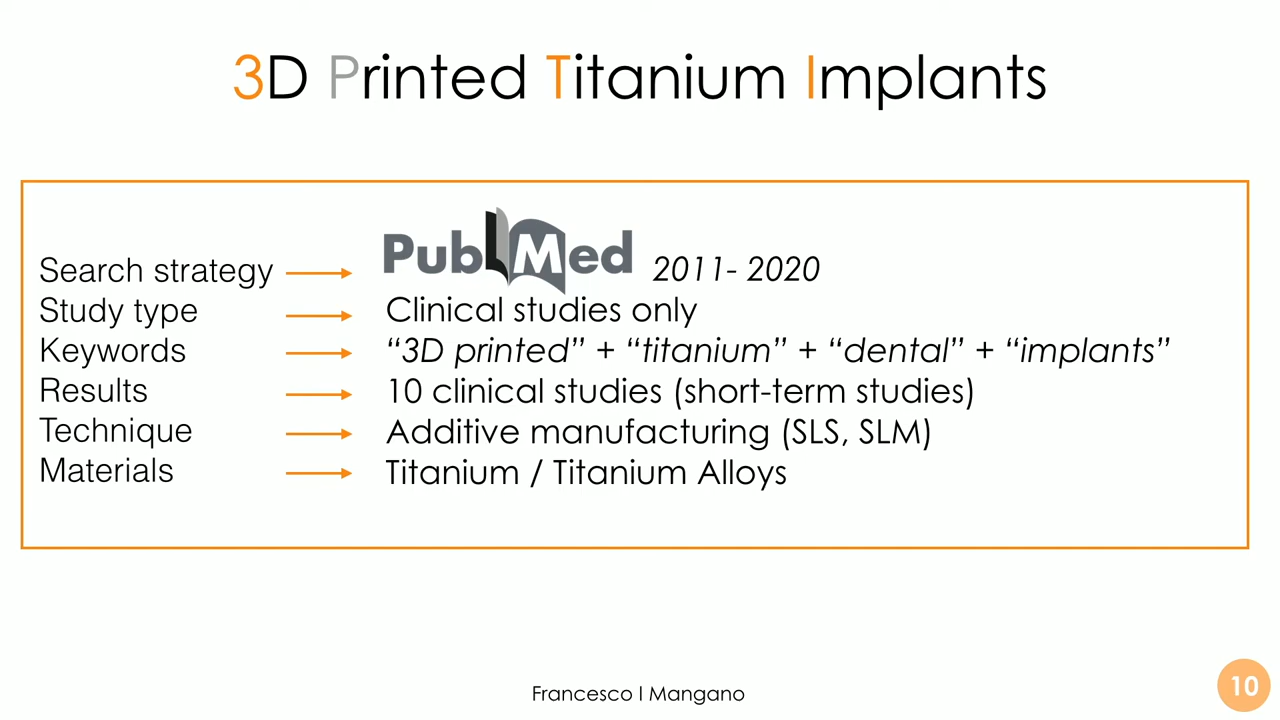 3D Printed Titanium Implants
Search strategy PubMed 2011- 2020
Study type Clinical studies only
Keywords “3D printed” + “titanium” + “dental” + “implants”
Results 10 clinical studies (short-term studies)
Technique Additive manufacturing (SLS, SLM)
Materials Titanium / Titanium Alloys
Francesco l Mangano
10